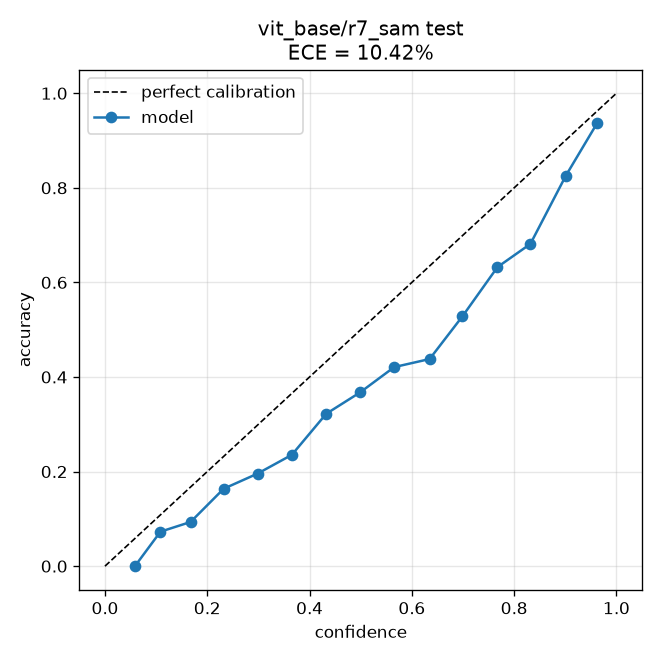 vit_base/r7_sam test
ECE = 10.42%
perfect calibration
model
1.0
0.8
0.6
0.4
0.2
0.0
accuracy
0.0 0.2 0.4 0.6 0.8 1.0
confidence